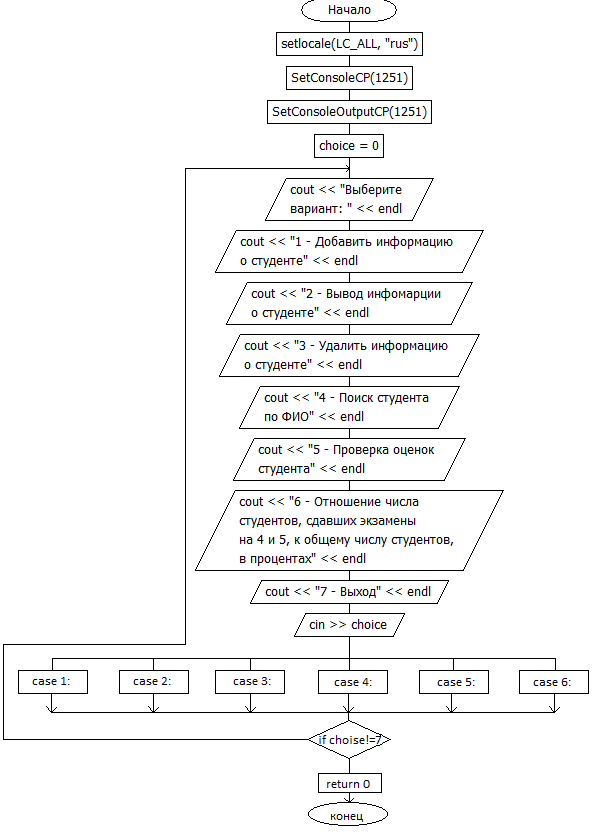 Начало
setlocale(LC_ALL, "rus")
SetConsoleCP(1251)
SetConsoleOutputCP(1251)
choice = 0
cout << "Выберите
вариант: " << endl
cout << "1 - Добавить информацию
о студенте" << endl
cout << "2 - Вывод инфомарции
о студенте" << endl
cout << "3 - Удалить информацию
о студенте" << endl
cout << "4 - Поиск студента
по ФИО" << endl
cout << "5 - Проверка оценок
студента" << endl
cout << "6 - Отношение числа
студентов, сдавших экзамены
на 4 и 5, к общему числу студентов,
в процентах" << endl
cout << "7 - Выход" << endl
cin >> choice
case 1:
case 2:
case 3:
case 4:
case 5:
case 6:
if choise!=7
return 0
конец